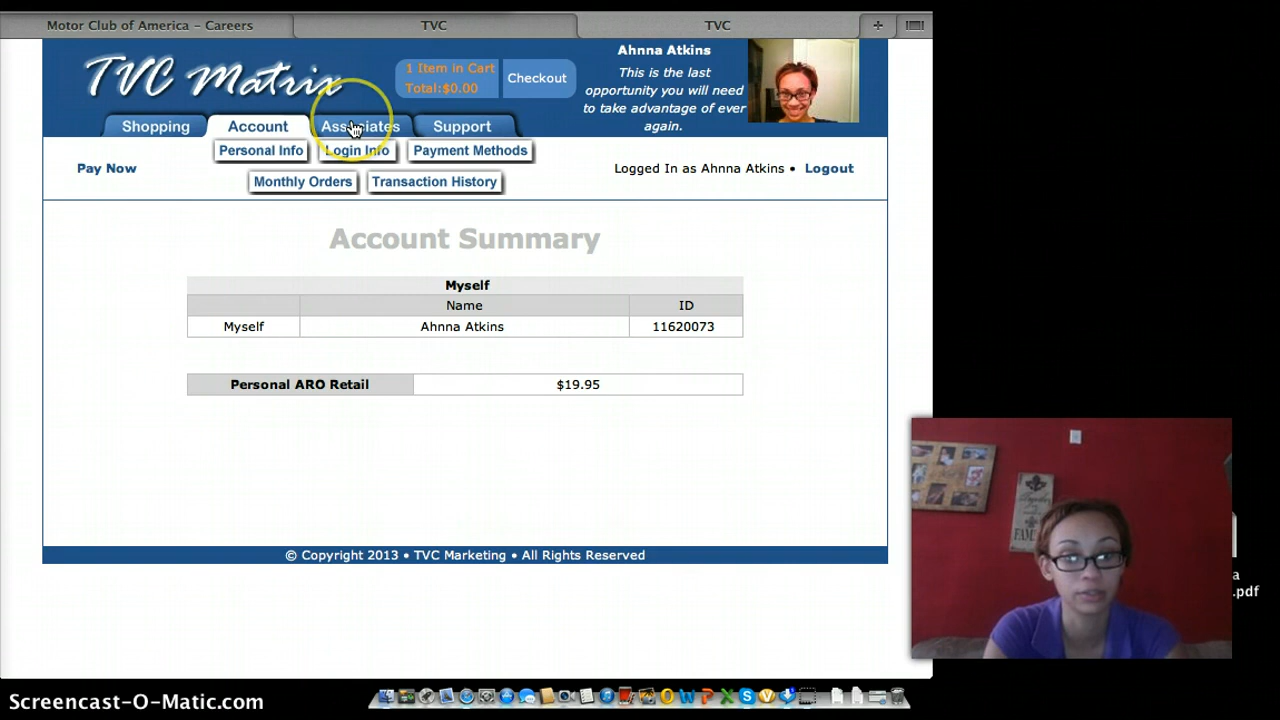 Motor Club of America – Careers
TVC
TVC
TVC Matrix
1 Item in Cart
Total:$0.00
Checkout
Ahnna Atkins
This is the last
opportunity you will need
to take advantage of ever
again.
Shopping
Account
Associates
Support
Personal Info
Login Info
Payment Methods
Pay Now
Logged In as Ahnna Atkins • Logout
Monthly Orders
Transaction History
Account Summary
Myself
Name
ID
Myself
Ahnna Atkins
11620073
Personal ARO Retail
$19.95
© Copyright 2013 • TVC Marketing • All Rights Reserved
a
.pdf
Screencast-O-Matic.com